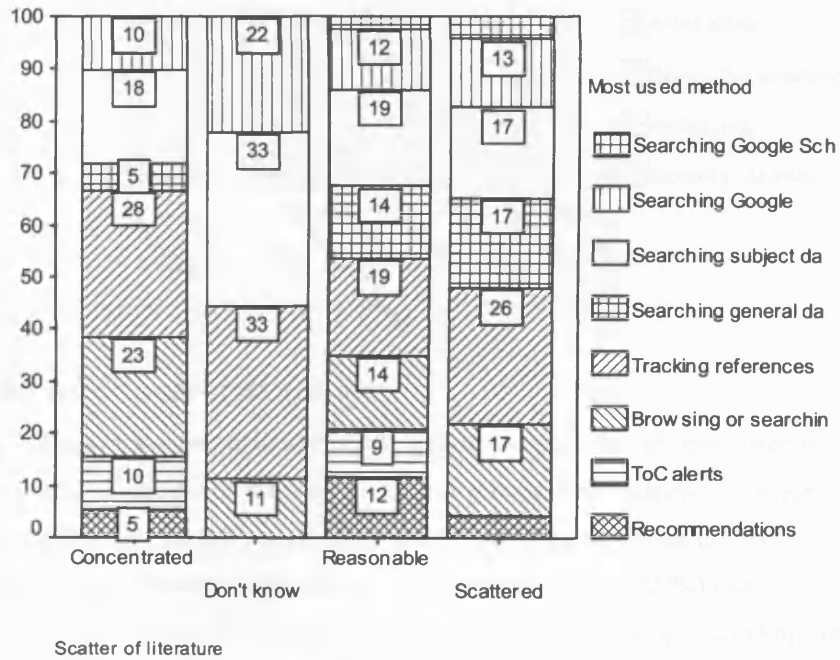 100
90
80
70
60
50
40
30
20
10
0
10
18
5
28
23
10
5
22
33
33
11
12
19
14
19
14
9
12
13
17
17
26
17
Concentrated
Don't know
Reasonable
Scattered
Scatter of literature
Most used method
Searching Google Sch
Searching Google
Searching subject da
Searching general da
Tracking references
Browsing or searchin
ToC alerts
Recommendations